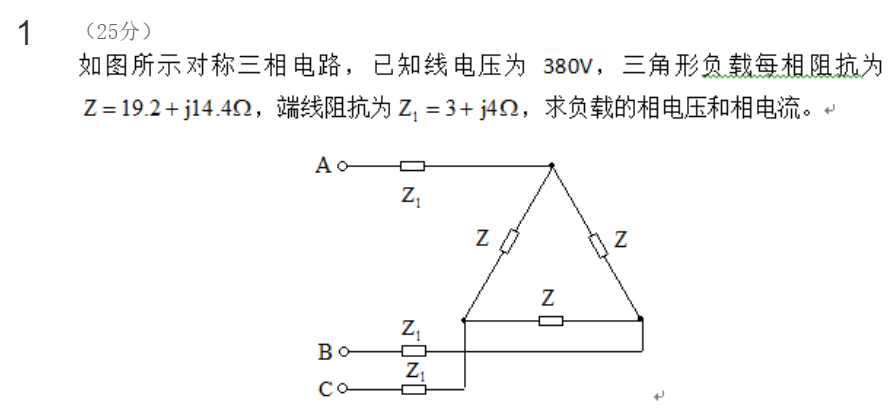 1 （25分）
如图所示对称三相电路，已知线电压为 380V，三角形负载每相阻抗为
Z = 19.2 + j14.4Ω，端线阻抗为 Z₁ = 3 + j4Ω，求负载的相电压和相电流。↵
A
Z₁
Z Z
Z
Z₁
B
Z₁
C ↵